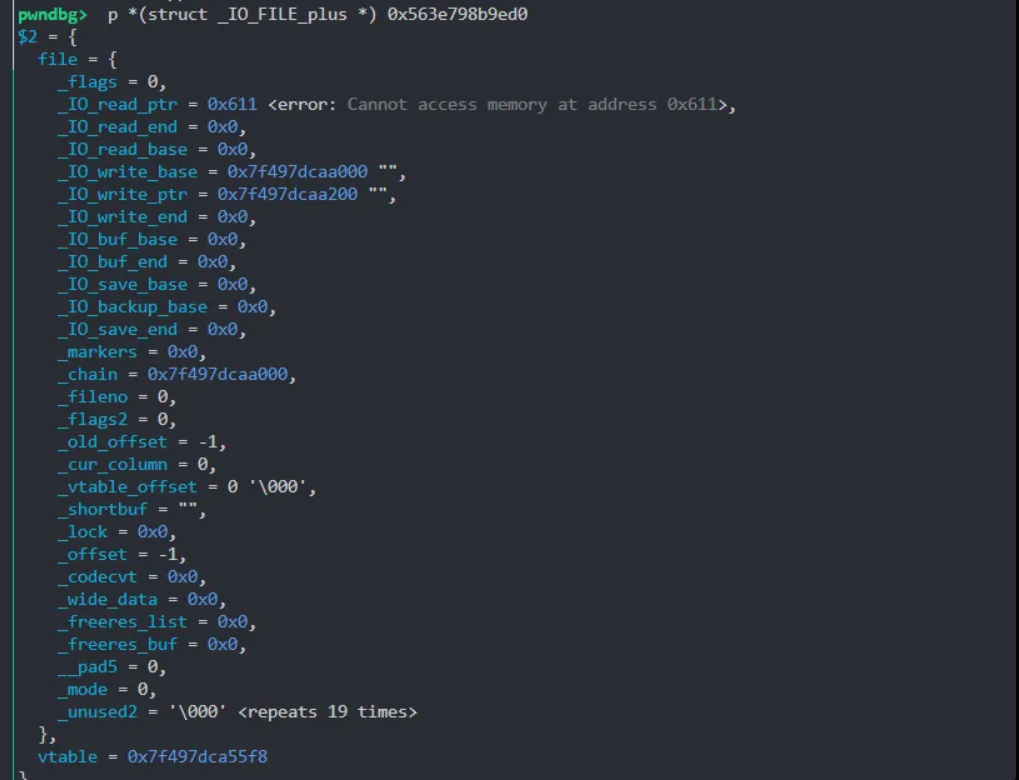 pwndbg> p *(struct _IO_FILE_plus *) 0x563e798b9ed0
$2 = {
file = {
_flags = 0,
_IO_read_ptr = 0x611 <error: Cannot access memory at address 0x611>,
_IO_read_end = 0x0,
_IO_read_base = 0x0,
_IO_write_base = 0x7f497dcaa000 "",
_IO_write_ptr = 0x7f497dcaa200 "",
_IO_write_end = 0x0,
_IO_buf_base = 0x0,
_IO_buf_end = 0x0,
_IO_save_base = 0x0,
_IO_backup_base = 0x0,
_IO_save_end = 0x0,
_markers = 0x0,
_chain = 0x7f497dcaa000,
_fileno = 0,
_flags2 = 0,
_old_offset = -1,
_cur_column = 0,
_vtable_offset = 0 '\000',
_shortbuf = "",
_lock = 0x0,
_offset = -1,
_codecvt = 0x0,
_wide_data = 0x0,
_freeres_list = 0x0,
_freeres_buf = 0x0,
__pad5 = 0,
_mode = 0,
_unused2 = '\000' <repeats 19 times>
},
vtable = 0x7f497dca55f8
}